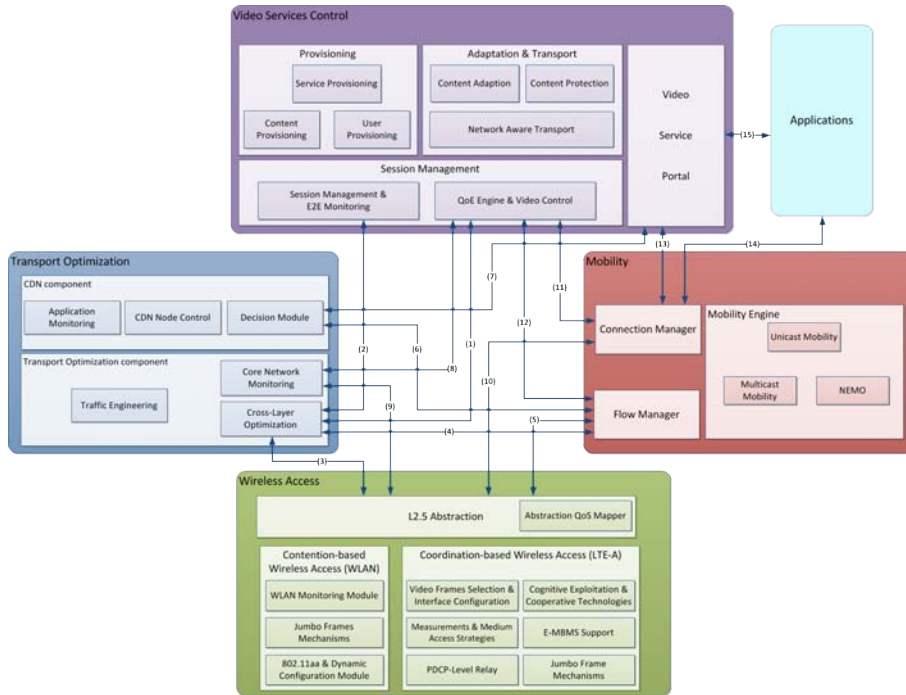 Video Services Control
Provisioning
Service Provisioning
Content
Provisioning
User
Provisioning
Adaptation & Transport
Content Adaption
Content Protection
Network Aware Transport
Session Management
Session Management &
E2E Monitoring
QoE Engine & Video Control
Video
Service
Portal
(15)
Applications
Transport Optimization
CDN component
Application
Monitoring
CDN Node Control
Decision Module
Transport Optimization component
Traffic Engineering
Core Network
Monitoring
Cross-Layer
Optimization
(7)
(13)
(14)
(11)
(12)
(2)
(6)
(1)
(8)
(10)
(9)
(5)
(4)
(3)
Mobility
Connection Manager
Flow Manager
Mobility Engine
Unicast Mobility
Multicast
Mobility
NEMO
Wireless Access
L2.5 Abstraction
Abstraction QoS Mapper
Contention-based
Wireless Access (WLAN)
WLAN Monitoring Module
Jumbo Frames
Mechanisms
802.11aa & Dynamic
Configuration Module
Coordination-based Wireless Access (LTE-A)
Video Frames Selection &
Interface Configuration
Cognitive Exploitation &
Cooperative Technologies
Measurements & Medium
Access Strategies
E-MBMS Support
PDCP-Level Relay
Jumbo Frame
Mechanisms